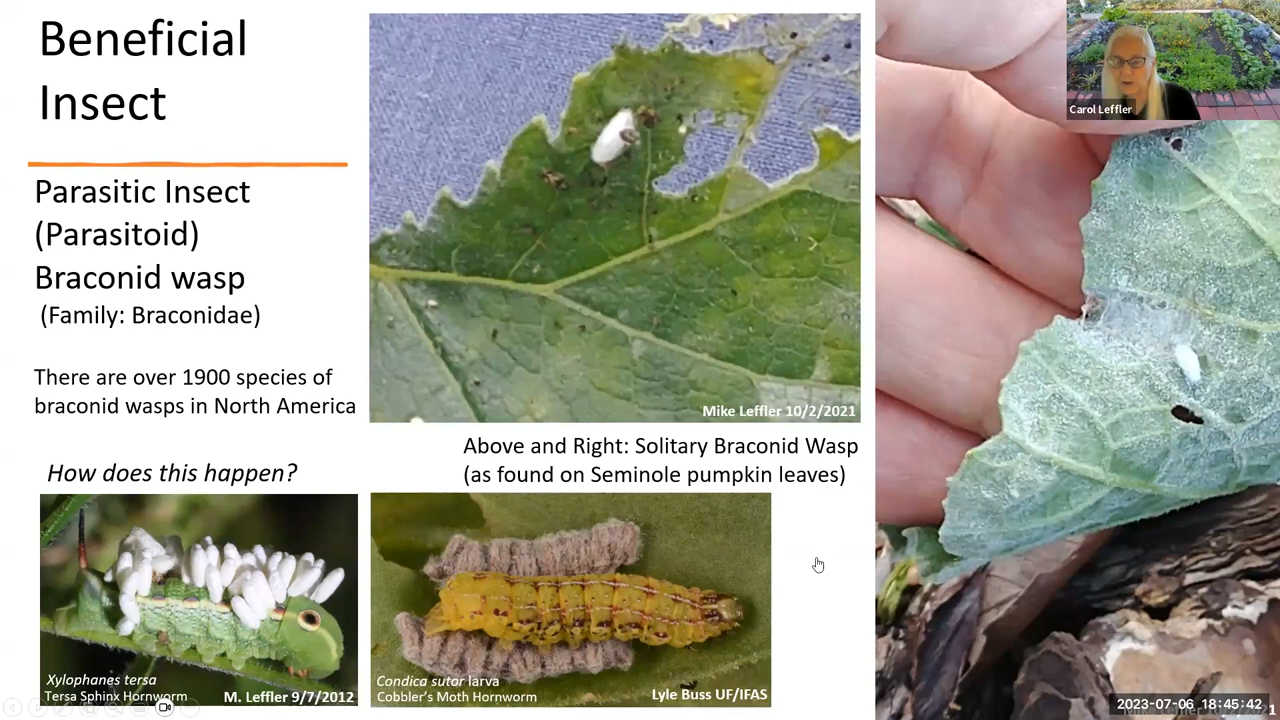 Beneficial
Insect
Parasitic Insect
(Parasitoid)
Braconid wasp
(Family: Braconidae)
There are over 1900 species of
braconid wasps in North America
How does this happen?
Xylophanes tersa
Tersa Sphinx Hornworm
M. Leffler 9/7/2012
Mike Leffler 10/2/2021
Above and Right: Solitary Braconid Wasp
(as found on Seminole pumpkin leaves)
Condica sutor larva
Cobbler's Moth Hornworm
Lyle Buss UF/IFAS
Carol Leffler
2023-07-06 18:45:42